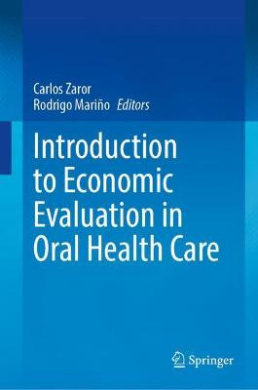 Carlos Zaror
Rodrigo Mariño Editors
Introduction
to Economic
Evaluation in
Oral Health Care
Springer